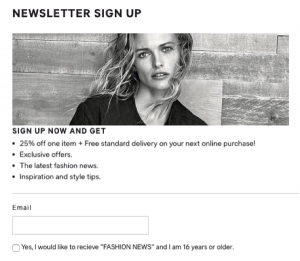 NEWSLETTER SIGN UP
SIGN UP NOW AND GET
• 25% off one item + Free standard delivery on your next online purchase!
• Exclusive offers.
• The latest fashion news.
• Inspiration and style tips.
Email
Yes, I would like to recieve "FASHION NEWS" and I am 16 years or older.